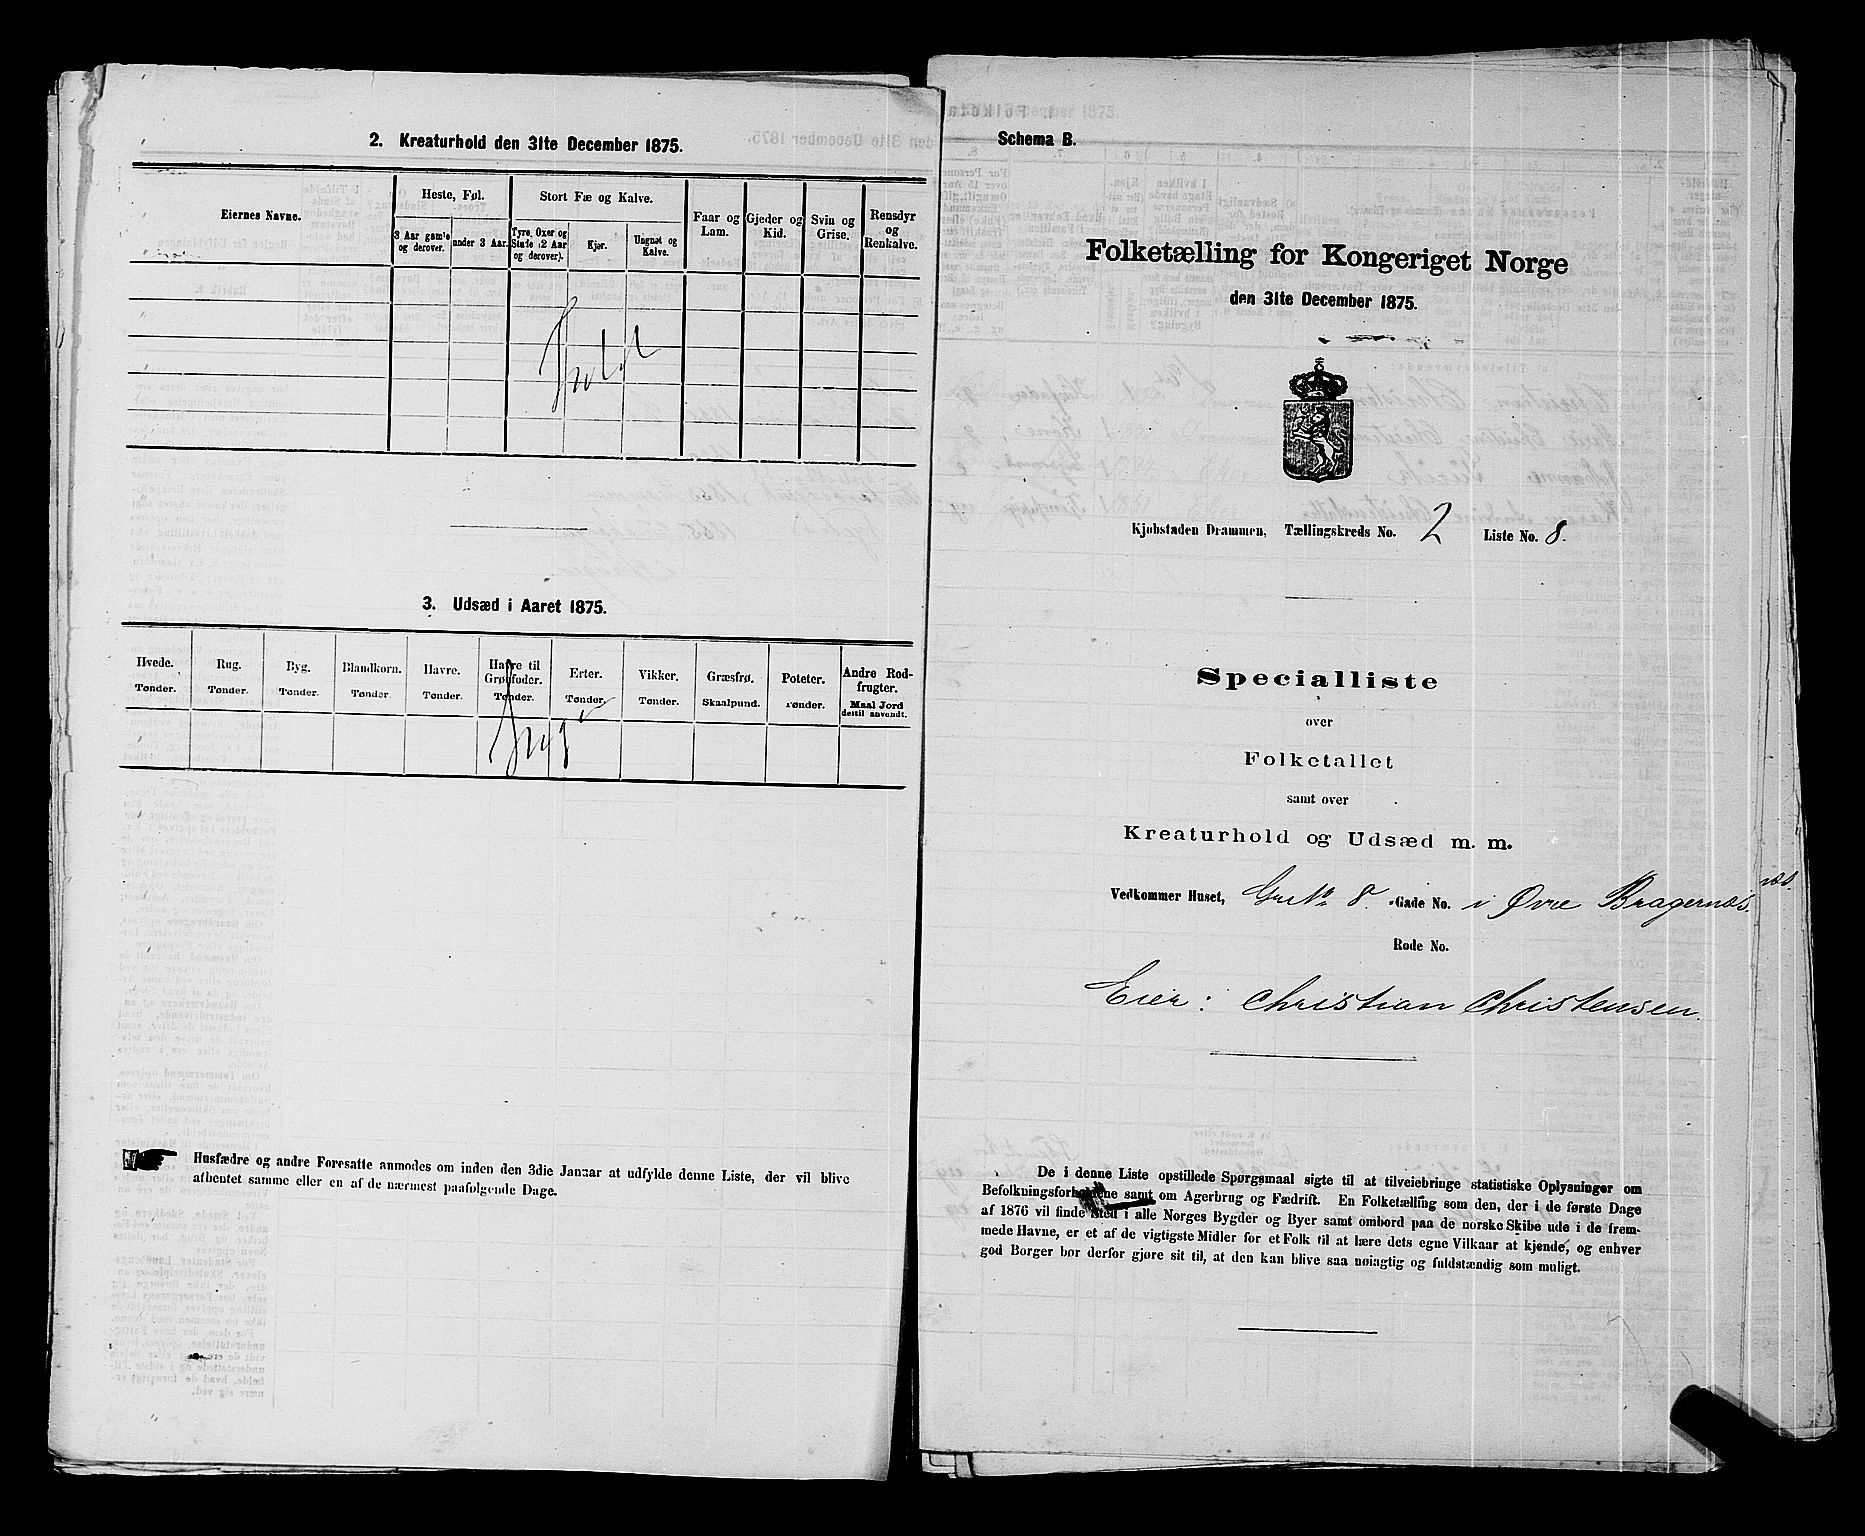 2. Kreaturhold den 31te December 1875.
Eiernes Navne.
Heste, Føl.
Stort Fæ og Kalve.
Faar og Lam.
Gjeder og Kid.
Svin og Grise.
Rensdyr og Renkalve.
3 Aar gamle og derover.
under 3 Aar.
Tyre, Oxer og Stude (2 Aar og derover).
Kjør.
Ungnøt og Kalve.
3. Udsæd i Aaret 1875.
Hvede. Tønder.
Rug. Tønder.
Byg. Tønder.
Blandkorn. Tønder.
Havre. Tønder.
Havre til Grønfoder. Tønder.
Erter. Tønder.
Vikker. Tønder.
Græsfrø. Skaalpund.
Poteter. Tønder.
Andre Rodfrugter. Maal Jord dertil anvendt.
Husfædre og andre Foresatte anmodes om inden den 3die Januar at udfylde denne Liste, der vil blive
afhentet samme eller en af de nærmest paafølgende Dage.
Schema B.
Folketælling for Kongeriget Norge
den 31te December 1875.
Kjøbstaden Drammen, Tællingskreds No. 2 Liste No. 8.
Specialliste
over
Folketallet
samt over
Kreaturhold og Udsæd m. m.
Vedkommer Huset, 8. -Gade No. i Øvre Bragernæs.
Rode No.
Eier: Christian Christensen.
De i denne Liste opstillede Spørgsmaal sigte til at tilveiebringe statistiske Oplysninger om
Befolkningsforholdene samt om Agerbrug og Fædrift. En Folketælling som den, der i de første Dage
af 1876 vil finde Sted i alle Norges Bygder og Byer samt ombord paa de norske Skibe ude i de frem-
mede Havne, er et af de vigtigste Midler for et Folk til at lære dets egne Vilkaar at kjende, og enhver
god Borger bør derfor gjøre sit til, at den kan blive saa nøiagtig og fuldstændig som muligt.